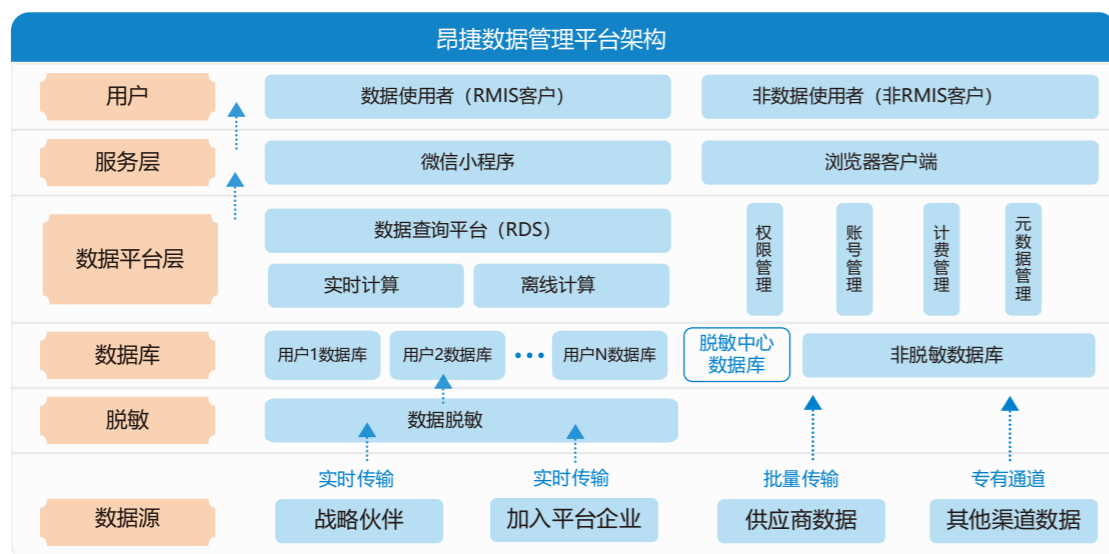 昂捷数据管理平台架构
用户
数据使用者（RMIS客户）
非数据使用者（非RMIS客户）
服务层
微信小程序
浏览器客户端
数据平台层
数据查询平台（RDS）
实时计算
离线计算
权限管理
账号管理
计费管理
元数据管理
数据库
用户1数据库
用户2数据库
•••
用户N数据库
脱敏中心
数据库
非脱敏数据库
脱敏
数据脱敏
实时传输
实时传输
批量传输
专有通道
数据源
战略伙伴
加入平台企业
供应商数据
其他渠道数据